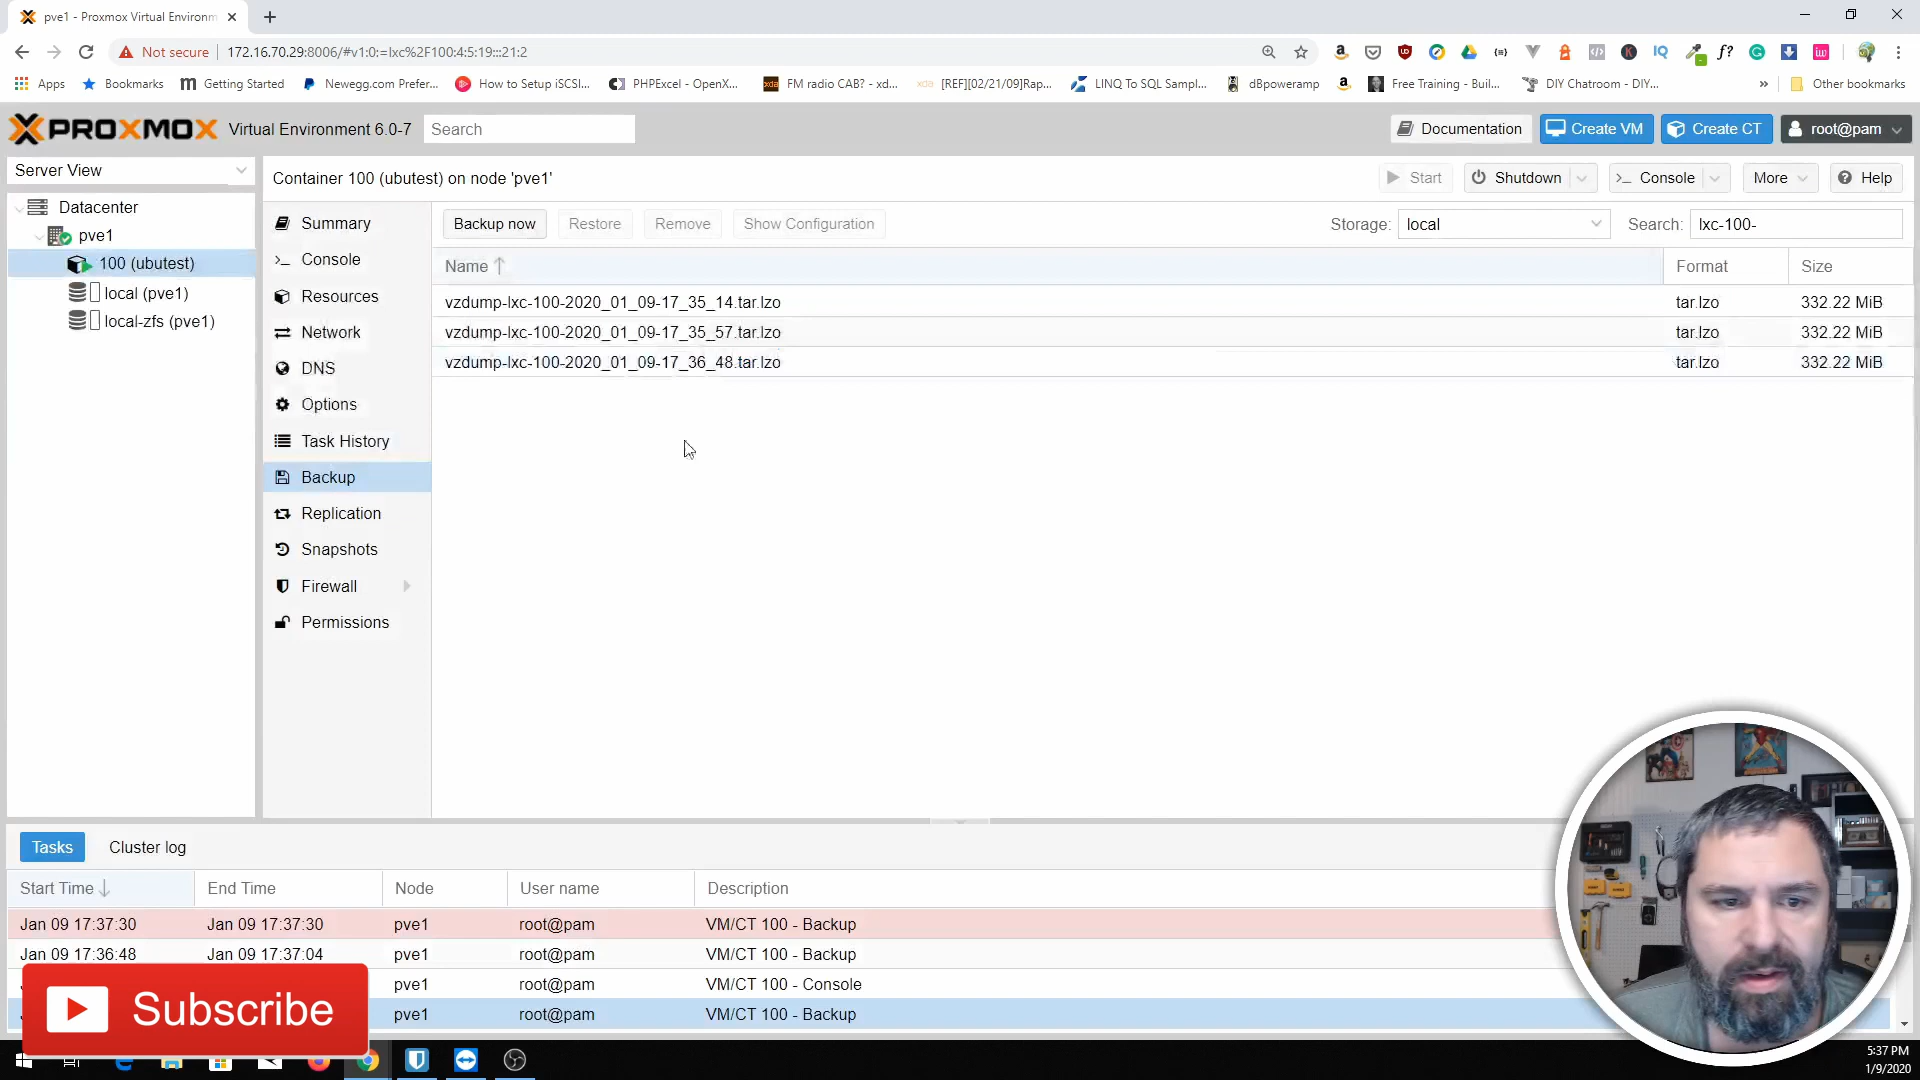 pve1 - Proxmox Virtual Environm
Not secure
172.16.70.29:8006/#v1:0:=lxc%2F100:4:5:19:::21:2
Apps
Bookmarks
Getting Started
Newegg.com Prefer...
How to Setup iSCSI...
PHPExcel - OpenX...
FM radio CAB? - xd...
[REF][02/21/09]Rap...
LINQ To SQL Sampl...
dBpoweramp
Free Training - Buil...
DIY Chatroom - DIY...
Other bookmarks
PROXMOX
Virtual Environment 6.0-7
Search
Documentation
Create VM
Create CT
root@pam
Server View
Container 100 (ubutest) on node 'pve1'
Start
Shutdown
Console
More
Help
Datacenter
pve1
100 (ubutest)
local (pve1)
local-zfs (pve1)
Summary
Console
Resources
Network
DNS
Options
Task History
Backup
Replication
Snapshots
Firewall
Permissions
Backup now
Restore
Remove
Show Configuration
Storage:
local
Search:
lxc-100-
Name
Format
Size
vzdump-lxc-100-2020_01_09-17_35_14.tar.lzo
tar.lzo
332.22 MiB
vzdump-lxc-100-2020_01_09-17_35_57.tar.lzo
tar.lzo
332.22 MiB
vzdump-lxc-100-2020_01_09-17_36_48.tar.lzo
tar.lzo
332.22 MiB
Tasks
Cluster log
Start Time
End Time
Node
User name
Description
Jan 09 17:37:30
Jan 09 17:37:30
pve1
root@pam
VM/CT 100 - Backup
Jan 09 17:36:48
Jan 09 17:37:04
pve1
root@pam
VM/CT 100 - Backup
pve1
root@pam
VM/CT 100 - Console
pve1
root@pam
VM/CT 100 - Backup
Subscribe
5:37 PM
1/9/2020